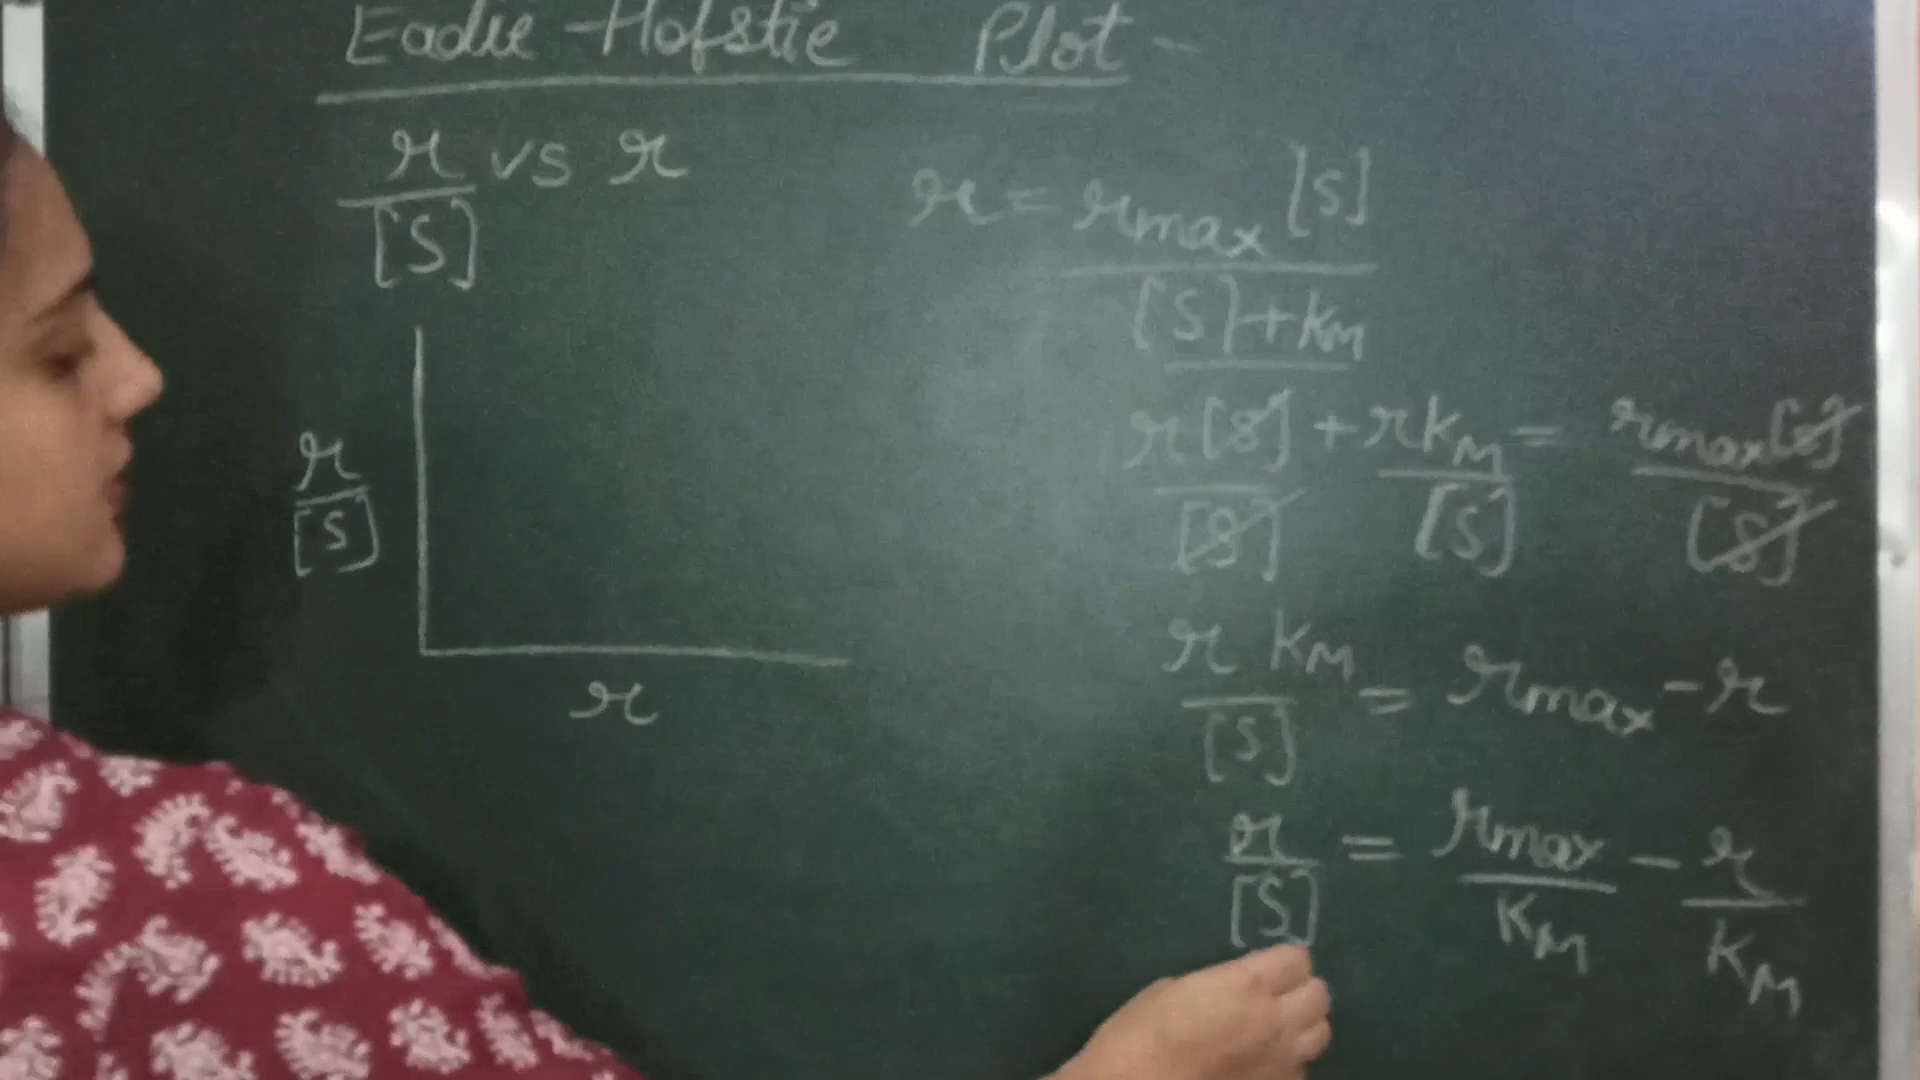 Eadie-Hofstie Plot -
r/[S] vs r
r/[S]
r
r = rmax [S] / [S] + KM
r[S]/[S] + rKM/[S] = rmax[S]/[S]
r KM/[S] = rmax - r
r/[S] = rmax/KM - r/KM